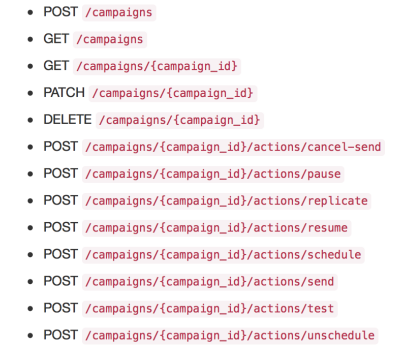 • POST /campaigns
• GET /campaigns
• GET /campaigns/{campaign_id}
• PATCH /campaigns/{campaign_id}
• DELETE /campaigns/{campaign_id}
• POST /campaigns/{campaign_id}/actions/cancel-send
• POST /campaigns/{campaign_id}/actions/pause
• POST /campaigns/{campaign_id}/actions/replicate
• POST /campaigns/{campaign_id}/actions/resume
• POST /campaigns/{campaign_id}/actions/schedule
• POST /campaigns/{campaign_id}/actions/send
• POST /campaigns/{campaign_id}/actions/test
• POST /campaigns/{campaign_id}/actions/unschedule